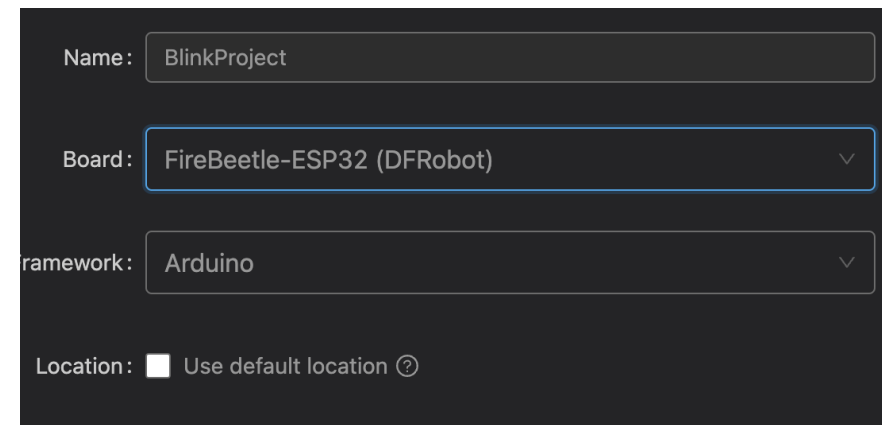 Name: BlinkProject
Board: FireBeetle-ESP32 (DFRobot)
ramework: Arduino
Location: Use default location